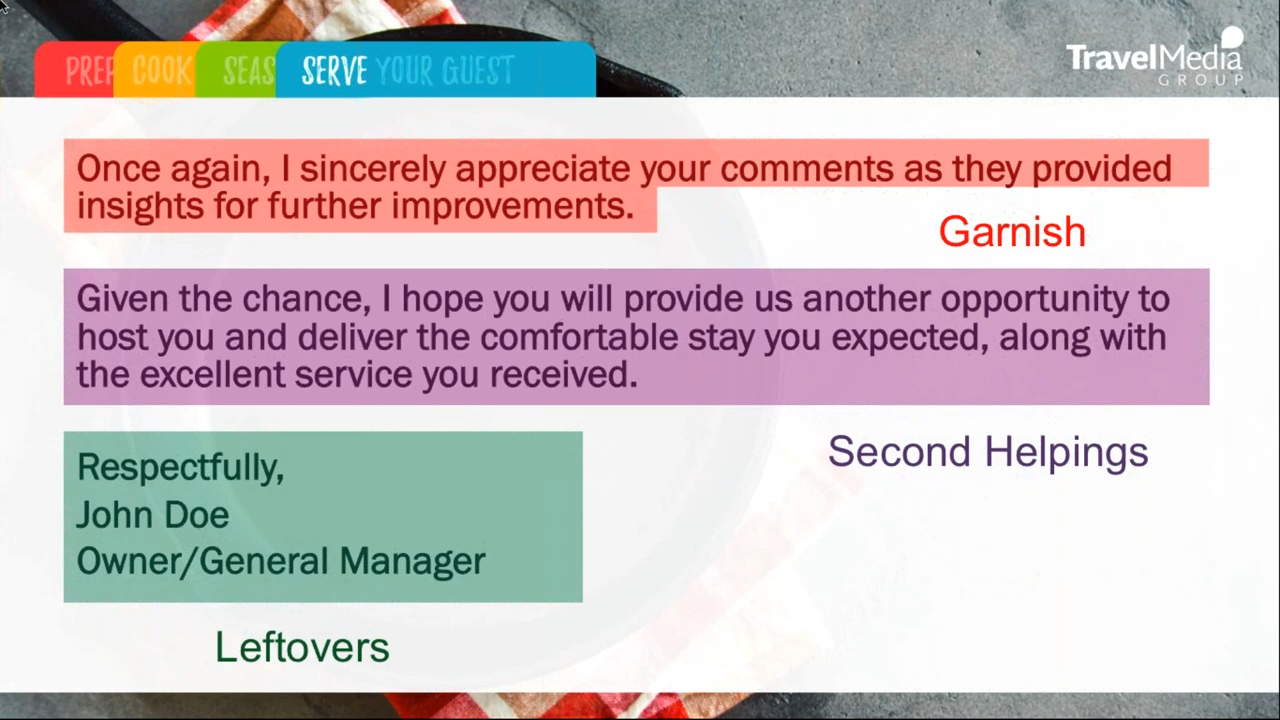 PREP COOK SEAS SERVE YOUR GUEST
TravelMedia
GROUP
Once again, I sincerely appreciate your comments as they provided
insights for further improvements.
Garnish
Given the chance, I hope you will provide us another opportunity to
host you and deliver the comfortable stay you expected, along with
the excellent service you received.
Second Helpings
Respectfully,
John Doe
Owner/General Manager
Leftovers